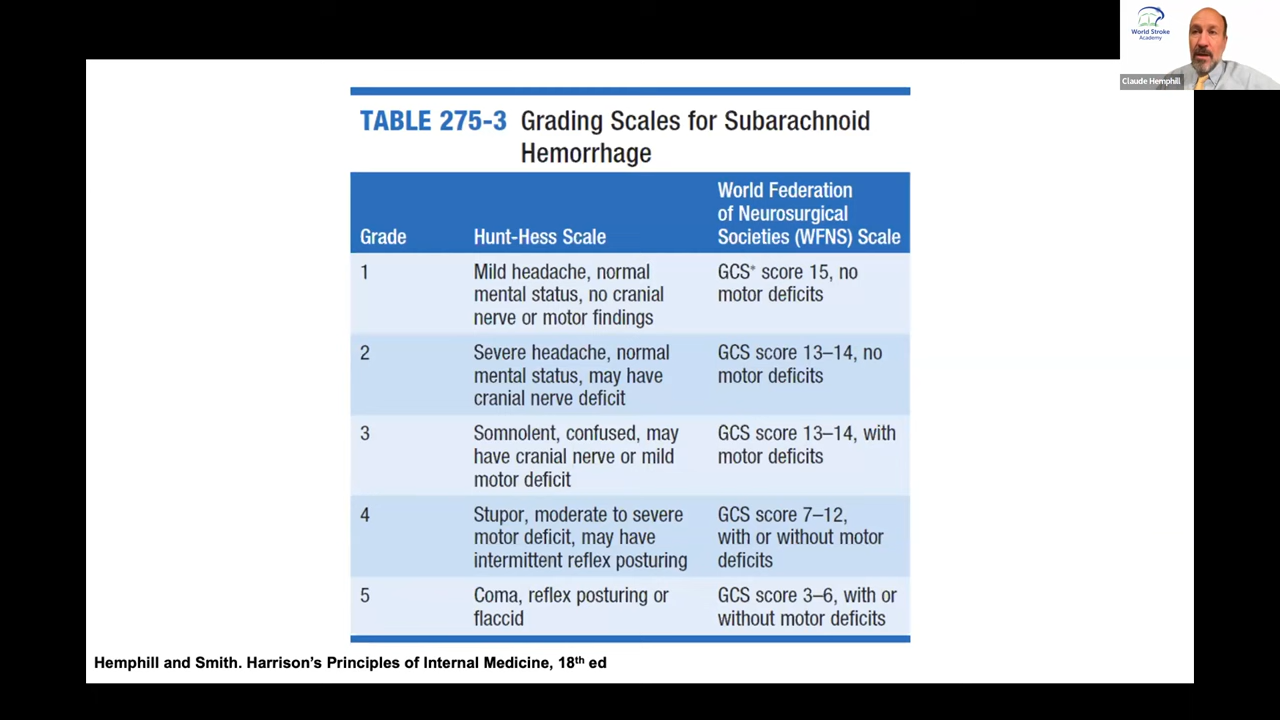 World Stroke
Academy
Claude Hemphill
TABLE 275-3 Grading Scales for Subarachnoid
Hemorrhage
Grade
Hunt-Hess Scale
World Federation
of Neurosurgical
Societies (WFNS) Scale
1
Mild headache, normal
mental status, no cranial
nerve or motor findings
GCS* score 15, no
motor deficits
2
Severe headache, normal
mental status, may have
cranial nerve deficit
GCS score 13–14, no
motor deficits
3
Somnolent, confused, may
have cranial nerve or mild
motor deficit
GCS score 13–14, with
motor deficits
4
Stupor, moderate to severe
motor deficit, may have
intermittent reflex posturing
GCS score 7–12,
with or without motor
deficits
5
Coma, reflex posturing or
flaccid
GCS score 3–6, with or
without motor deficits
Hemphill and Smith. Harrison's Principles of Internal Medicine, 18th ed